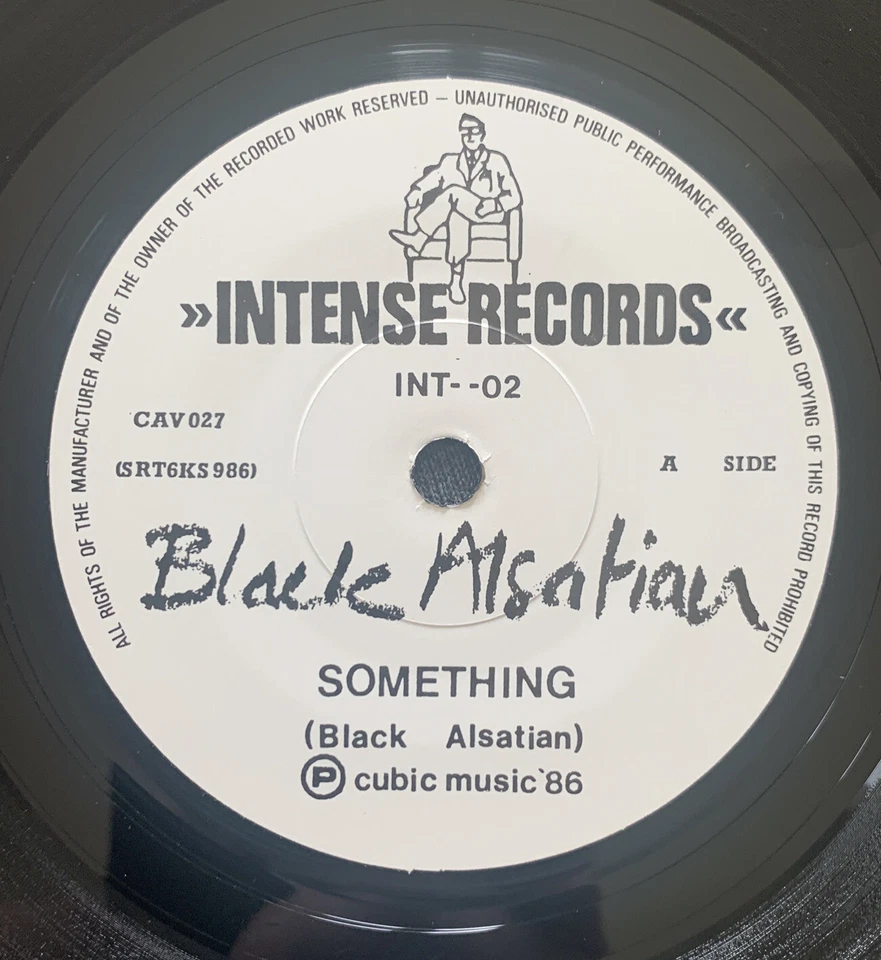 ALL RIGHTS OF THE MANUFACTURER AND OF THE OWNER OF THE RECORDED WORK RESERVED – UNAUTHORISED PUBLIC PERFORMANCE BROADCASTING AND COPYING OF THIS RECORD PROHIBITED
»INTENSE RECORDS«
INT- -02
CAV 027
(SRT6KS 986)
A SIDE
Black Alsatian
SOMETHING
(Black Alsatian)
Ⓟ cubic music`86